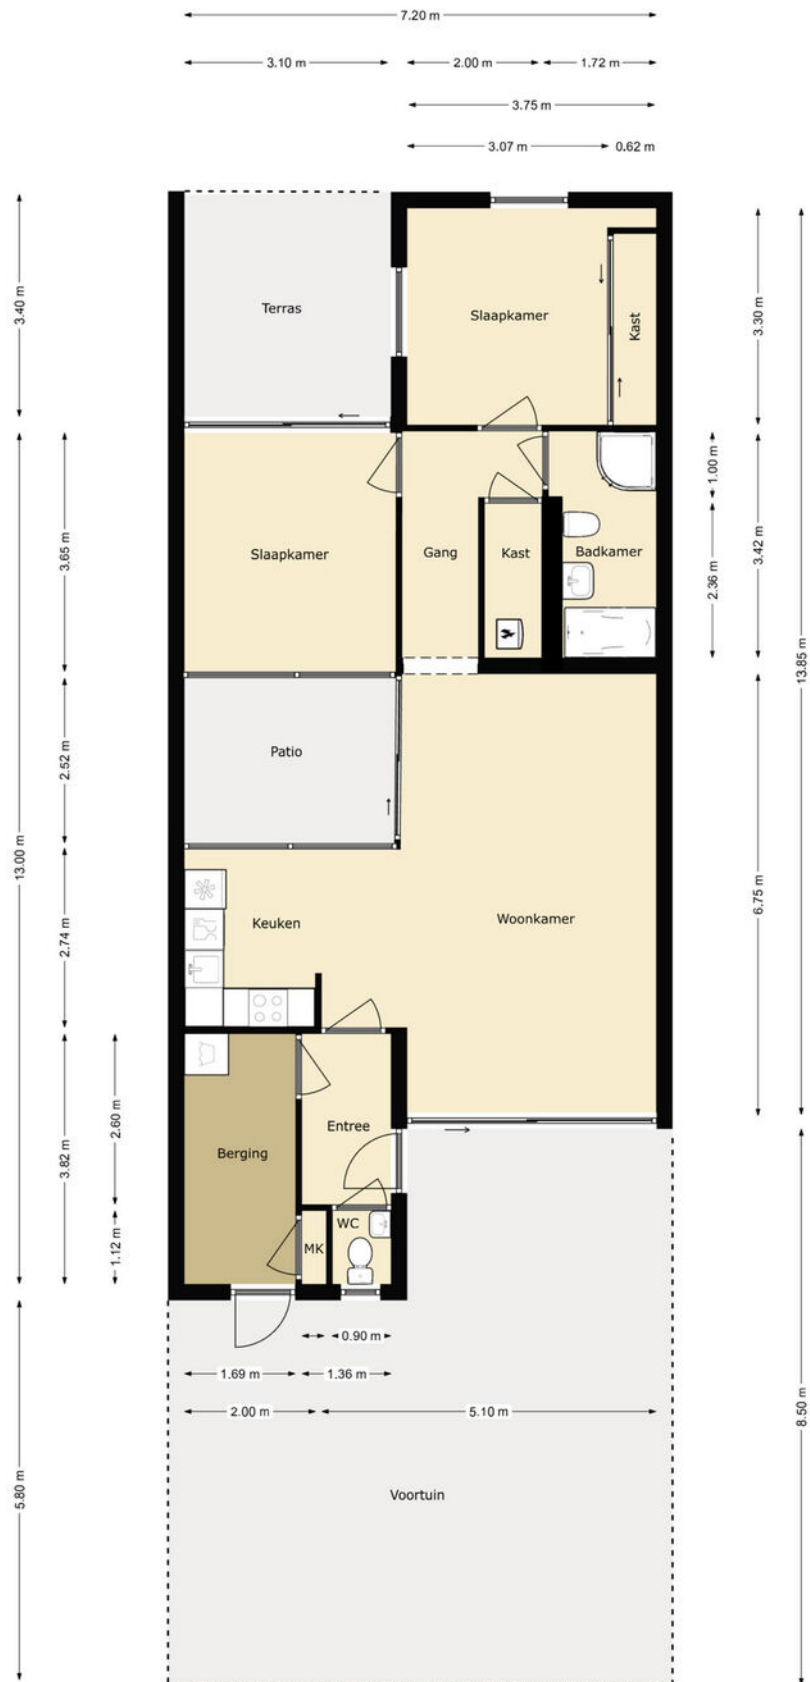 7.20 m
3.10 m
2.00 m
1.72 m
3.75 m
3.07 m
0.62 m
3.40 m
Terras
Slaapkamer
Kast
3.30 m
13.00 m
3.65 m
Slaapkamer
Gang
Kast
Badkamer
1.00 m
2.36 m
3.42 m
13.85 m
2.52 m
Patio
2.74 m
Keuken
Woonkamer
6.75 m
3.82 m
2.60 m
1.12 m
Berging
Entree
WC
MK
0.90 m
1.69 m
1.36 m
2.00 m
5.10 m
5.80 m
Voortuin
8.50 m